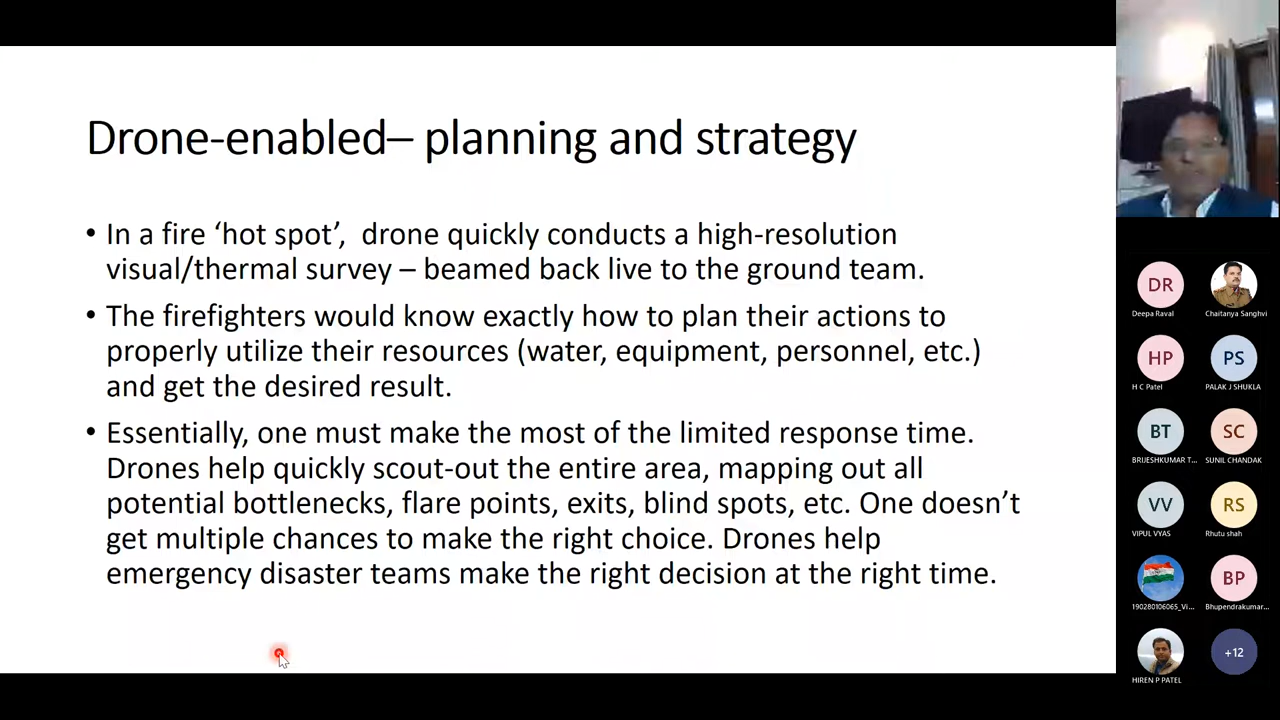 Drone-enabled– planning and strategy
• In a fire ‘hot spot’,  drone quickly conducts a high-resolution
visual/thermal survey – beamed back live to the ground team.
• The firefighters would know exactly how to plan their actions to
properly utilize their resources (water, equipment, personnel, etc.)
and get the desired result.
• Essentially, one must make the most of the limited response time.
Drones help quickly scout-out the entire area, mapping out all
potential bottlenecks, flare points, exits, blind spots, etc. One doesn’t
get multiple chances to make the right choice. Drones help
emergency disaster teams make the right decision at the right time.
DR
Deepa Raval
Chaitanya Sanghvi
HP
H C Patel
PS
PALAK J SHUKLA
BT
BRIJESHKUMAR T...
SC
SUNIL CHANDAK
VV
VIPUL VYAS
RS
Rhutu shah
190280106065_Vi...
BP
Bhupendrakumar...
HIREN P PATEL
+12